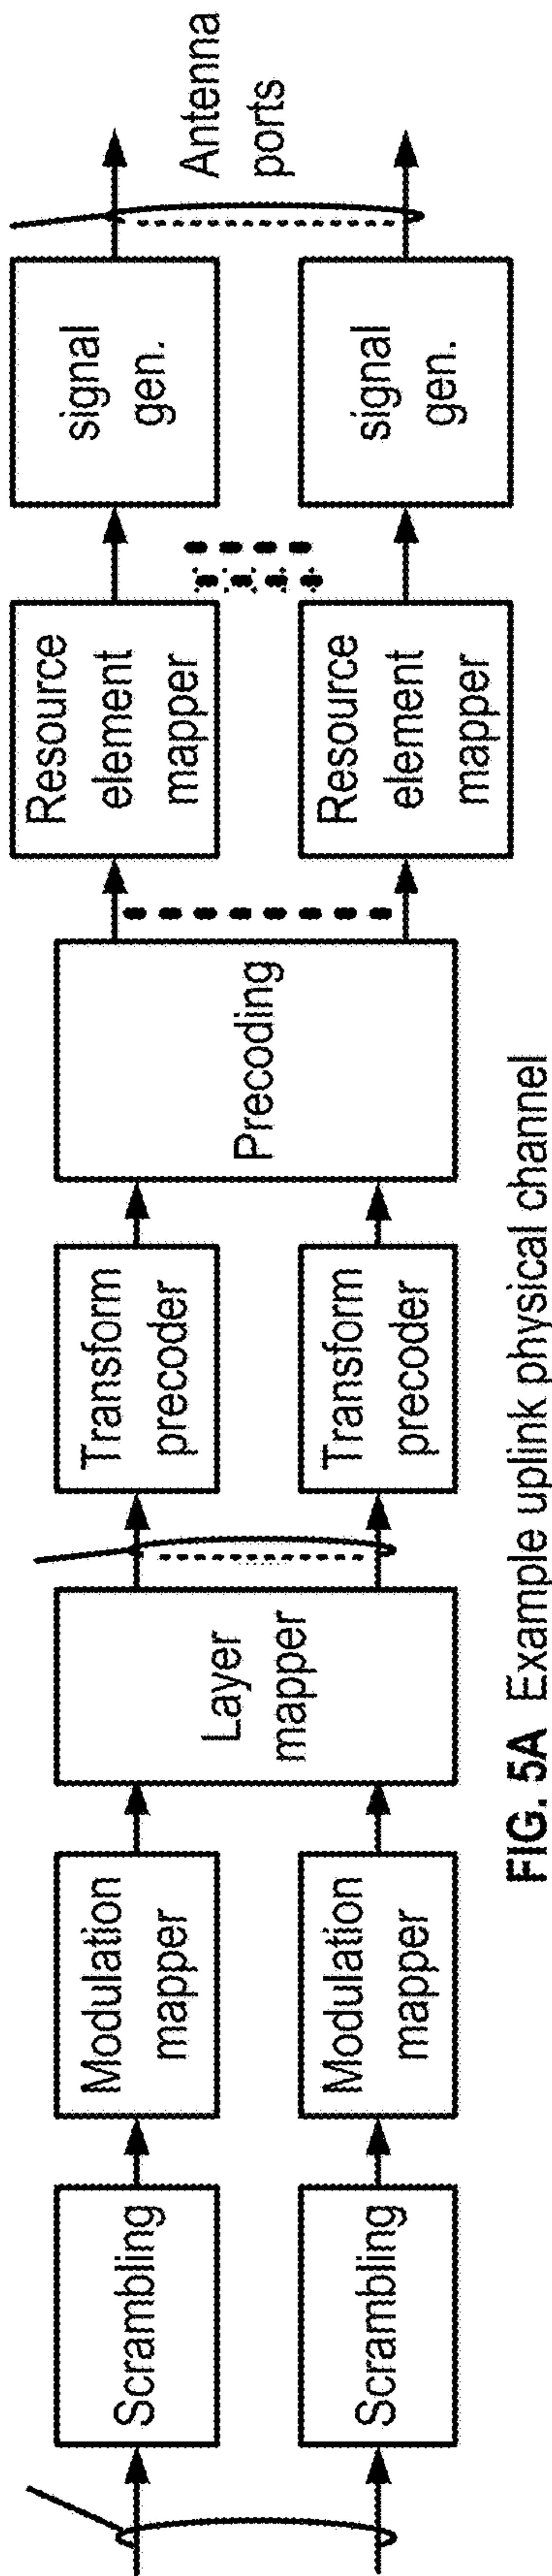 Scrambling
Scrambling
Modulation
mapper
Modulation
mapper
Layer
mapper
Transform
precoder
Transform
precoder
Precoding
Resource
element
mapper
Resource
element
mapper
signal
gen.
signal
gen.
Antenna
ports
FIG. 5A Example uplink physical channel